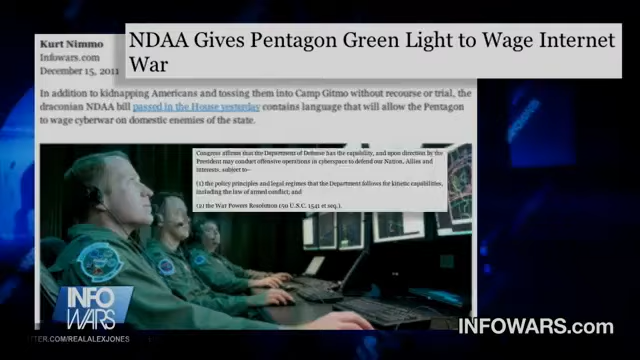 NDAA Gives Pentagon Green Light to Wage Internet
War
Kurt Nimmo
Infowars.com
December 15, 2011
In addition to kidnapping Americans and tossing them into Camp Gitmo without recourse or trial, the
draconian NDAA bill passed in the House yesterday contains language that will allow the Pentagon
to wage cyberwar on domestic enemies of the state.
Congress affirms that the Department of Defense has the capability, and upon direction by the
President may conduct offensive operations in cyberspace to defend our Nation, Allies and
interests, subject to—
(1) the policy principles and legal regimes that the Department follows for kinetic capabilities,
including the law of armed conflict; and
(2) the War Powers Resolution (50 U.S.C. 1541 et seq.).
INFO
WARS
INFOWARS.com
TTER.COM/REALALEXJONES